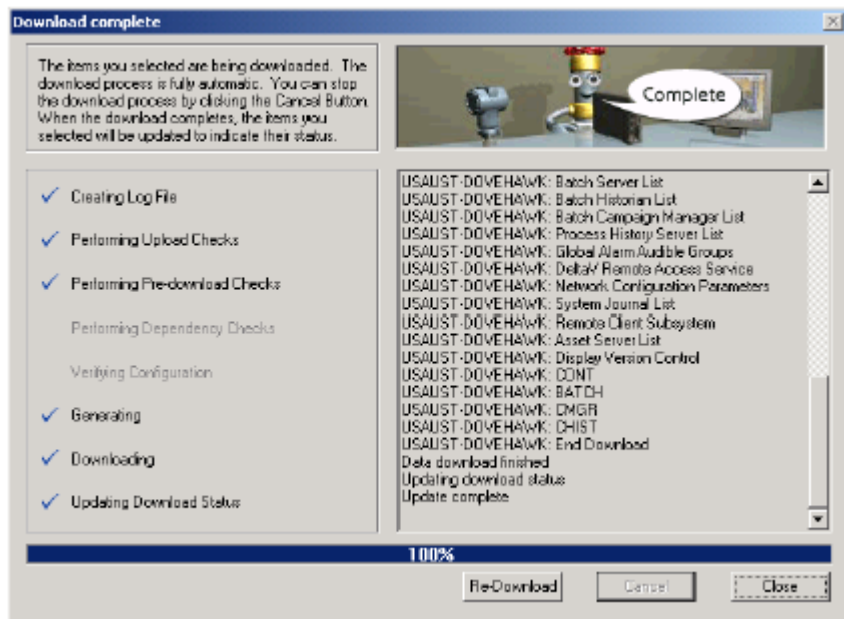 Download complete
The items you selected are being downloaded. The
download process is fully automatic. You can stop
the download process by clicking the Cancel Button.
When the download completes, the items you
selected will be updated to indicate their status.
Complete
Creating Log File
Performing Upload Checks
Performing Pre-download Checks
Performing Dependency Checks
Verifying Configuration
Generating
Downloading
Updating Download Status
USAUST-DOVEHAWK: Batch Server List
USAUST-DOVEHAWK: Batch Historian List
USAUST-DOVEHAWK: Batch Campaign Manager List
USAUST-DOVEHAWK: Process History Server List
USAUST-DOVEHAWK: Global Alarm Audible Groups
USAUST-DOVEHAWK: DeltaV Remote Access Service
USAUST-DOVEHAWK: Network Configuration Parameters
USAUST-DOVEHAWK: System Journal List
USAUST-DOVEHAWK: Remote Client Subsystem
USAUST-DOVEHAWK: Asset Server List
USAUST-DOVEHAWK: Display Version Control
USAUST-DOVEHAWK: CONT
USAUST-DOVEHAWK: BATCH
USAUST-DOVEHAWK: CMGR
USAUST-DOVEHAWK: CHIST
USAUST-DOVEHAWK: End Download
Data download finished
Updating download status
Update complete
100%
Re-Download
Cancel
Close